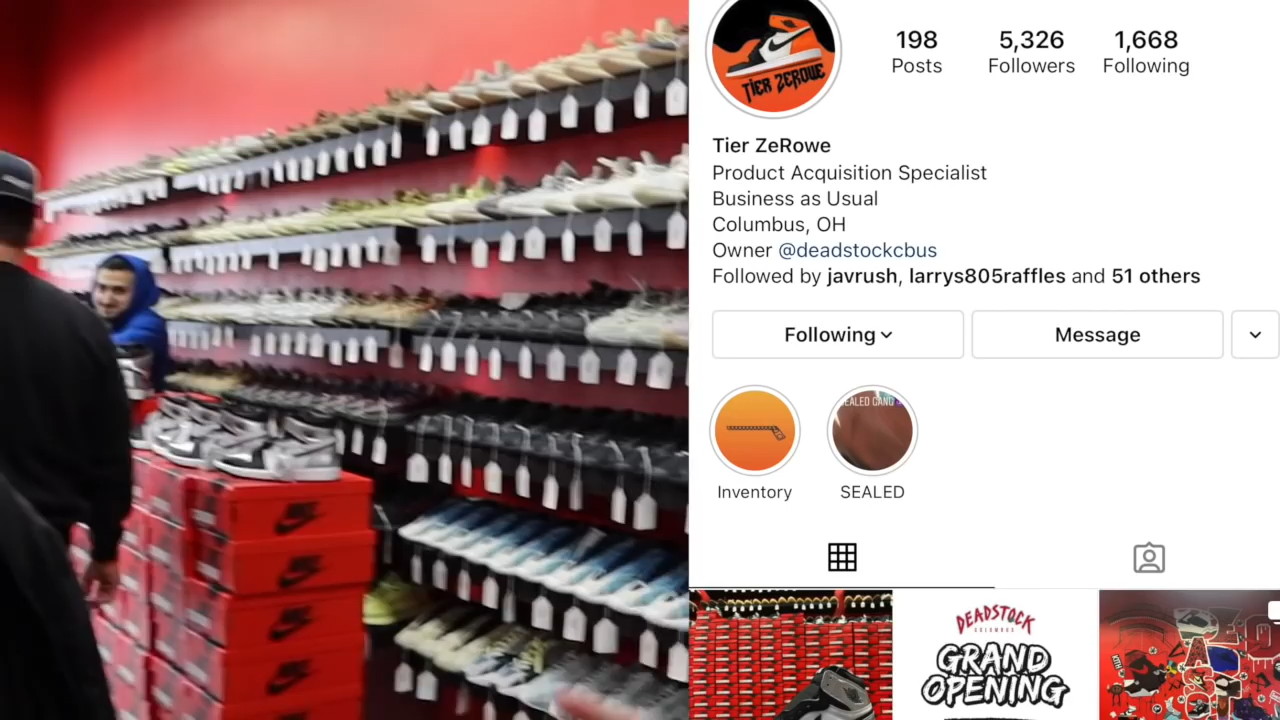 TIER ZEROWE
198
Posts
5,326
Followers
1,668
Following
Tier ZeRowe
Product Acquisition Specialist
Business as Usual
Columbus, OH
Owner @deadstockcbus
Followed by javrush, larrys805raffles and 51 others
Following
Message
Inventory
SEALED
DEADSTOCK
COLUMBUS
GRAND
OPENING